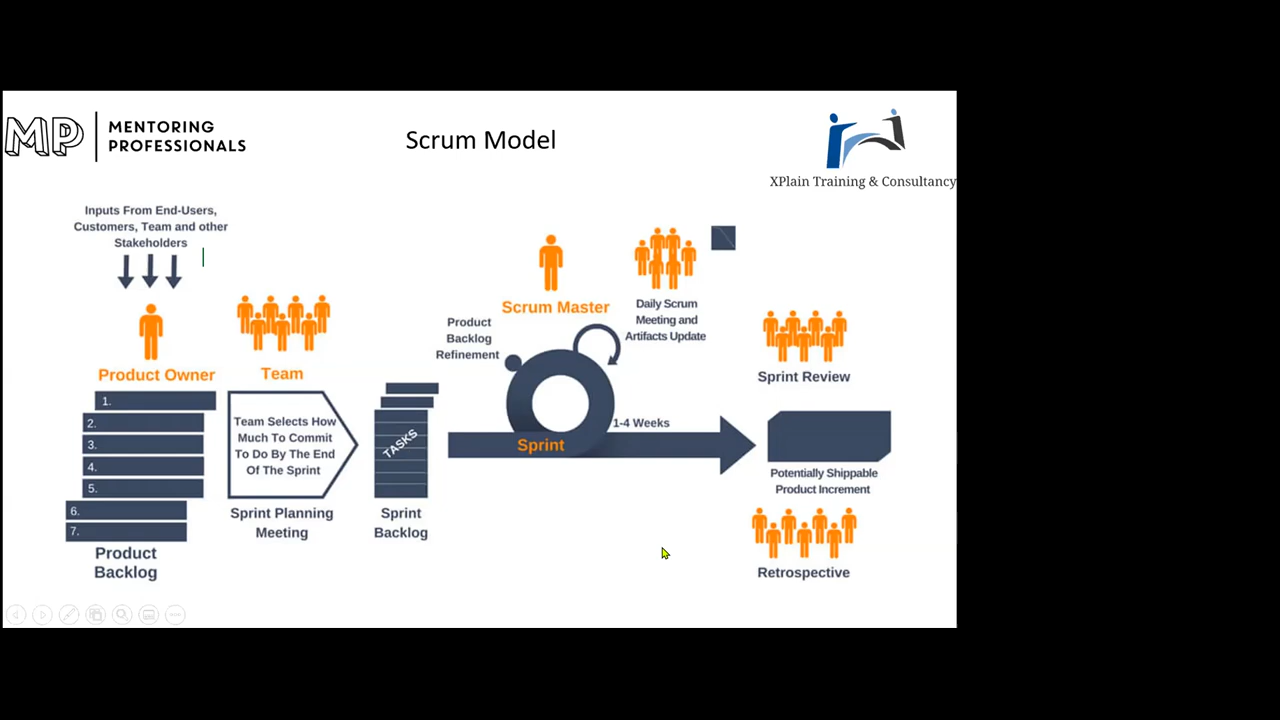 MP
MENTORING
PROFESSIONALS
Scrum Model
XPlain Training & Consultancy
Inputs From End-Users,
Customers, Team and other
Stakeholders
Product Owner
1.
2.
3.
4.
5.
6.
7.
Product
Backlog
Team
Team Selects How
Much To Commit
To Do By The End
Of The Sprint
Sprint Planning
Meeting
TASKS
Sprint
Backlog
Product
Backlog
Refinement
Scrum Master
Daily Scrum
Meeting and
Artifacts Update
Sprint
1-4 Weeks
Sprint Review
Potentially Shippable
Product Increment
Retrospective